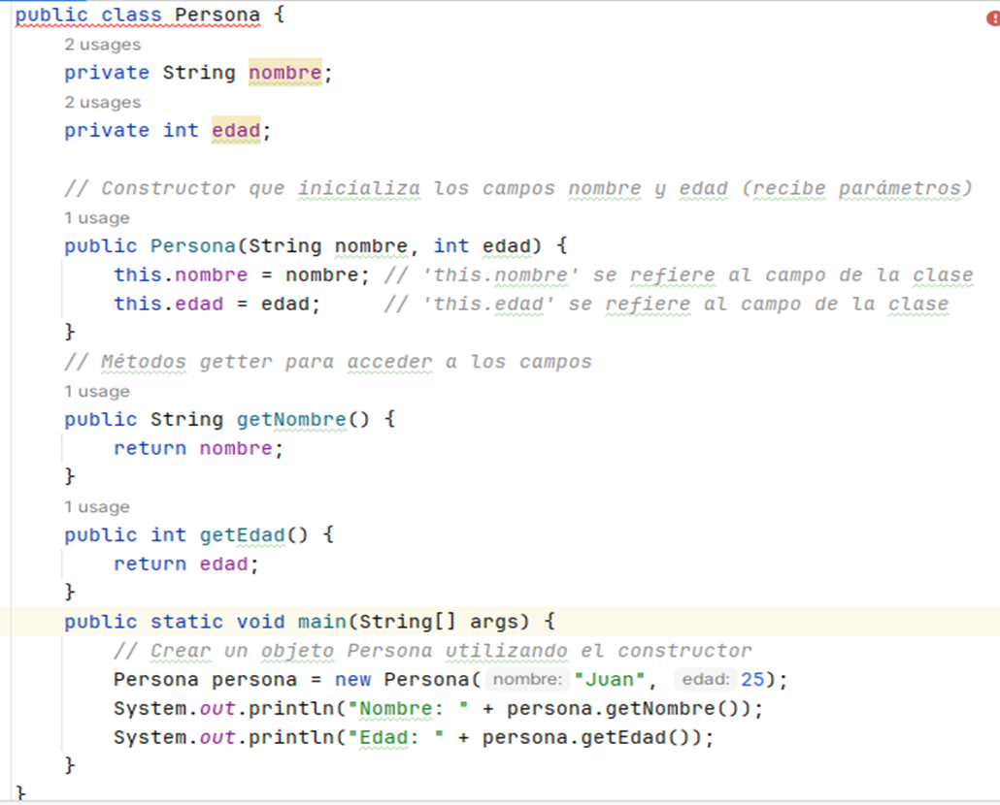 public class Persona {
2 usages
private String nombre;
2 usages
private int edad;
// Constructor que inicializa los campos nombre y edad (recibe parámetros)
1 usage
public Persona(String nombre, int edad) {
this.nombre = nombre; // 'this.nombre' se refiere al campo de la clase
this.edad = edad;     // 'this.edad' se refiere al campo de la clase
}
// Métodos getter para acceder a los campos
1 usage
public String getNombre() {
return nombre;
}
1 usage
public int getEdad() {
return edad;
}
public static void main(String[] args) {
// Crear un objeto Persona utilizando el constructor
Persona persona = new Persona( nombre: "Juan", edad: 25);
System.out.println("Nombre: " + persona.getNombre());
System.out.println("Edad: " + persona.getEdad());
}
}